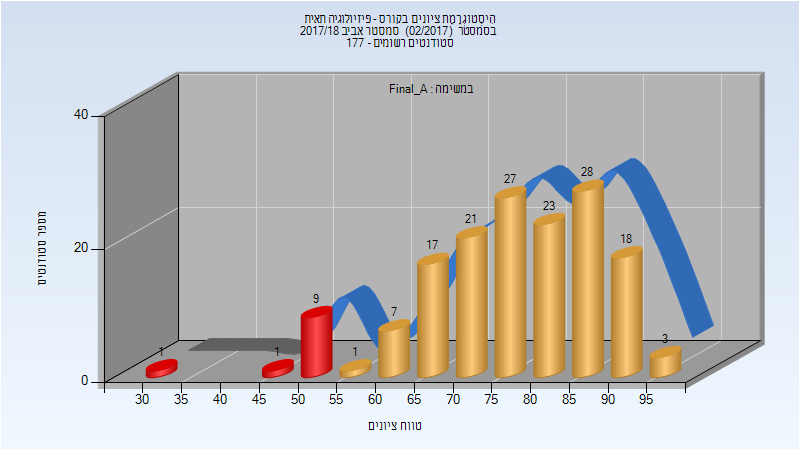 היסטוגרמת ציונים בקורס - פיזיולוגיה תאית
בסמסטר (02/2017) סמסטר אביב 2017/18
סטודנטים רשומים - 177
במשימה : Final_A
מספר סטודנטים
40
20
0
1
1
9
1
7
17
21
27
23
28
18
3
30 35 40 45 50 55 60 65 70 75 80 85 90 95
טווח ציונים